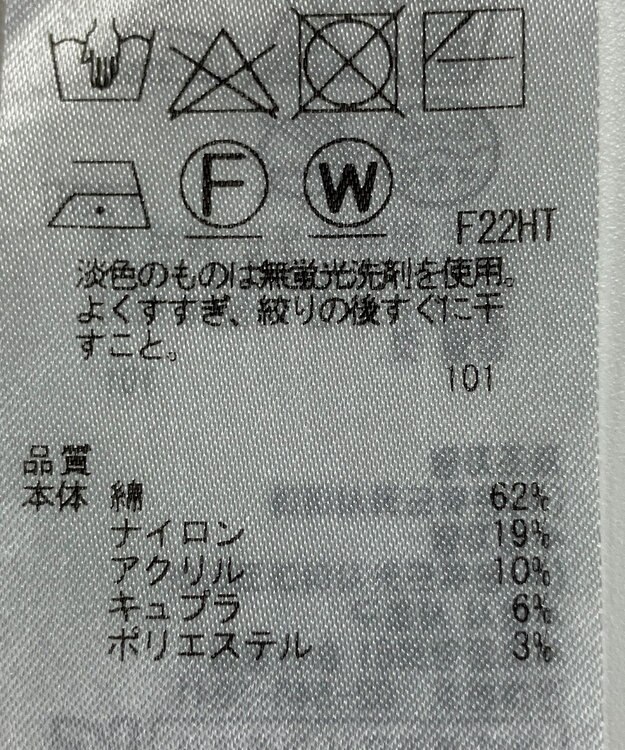 F W
F22HT
淡色のものは無蛍光洗剤を使用。
よくすすぎ、絞りの後すぐに干
すこと。
101
品質
本体 綿 62%
ナイロン 19%
アクリル 10%
キュプラ 6%
ポリエステル 3%